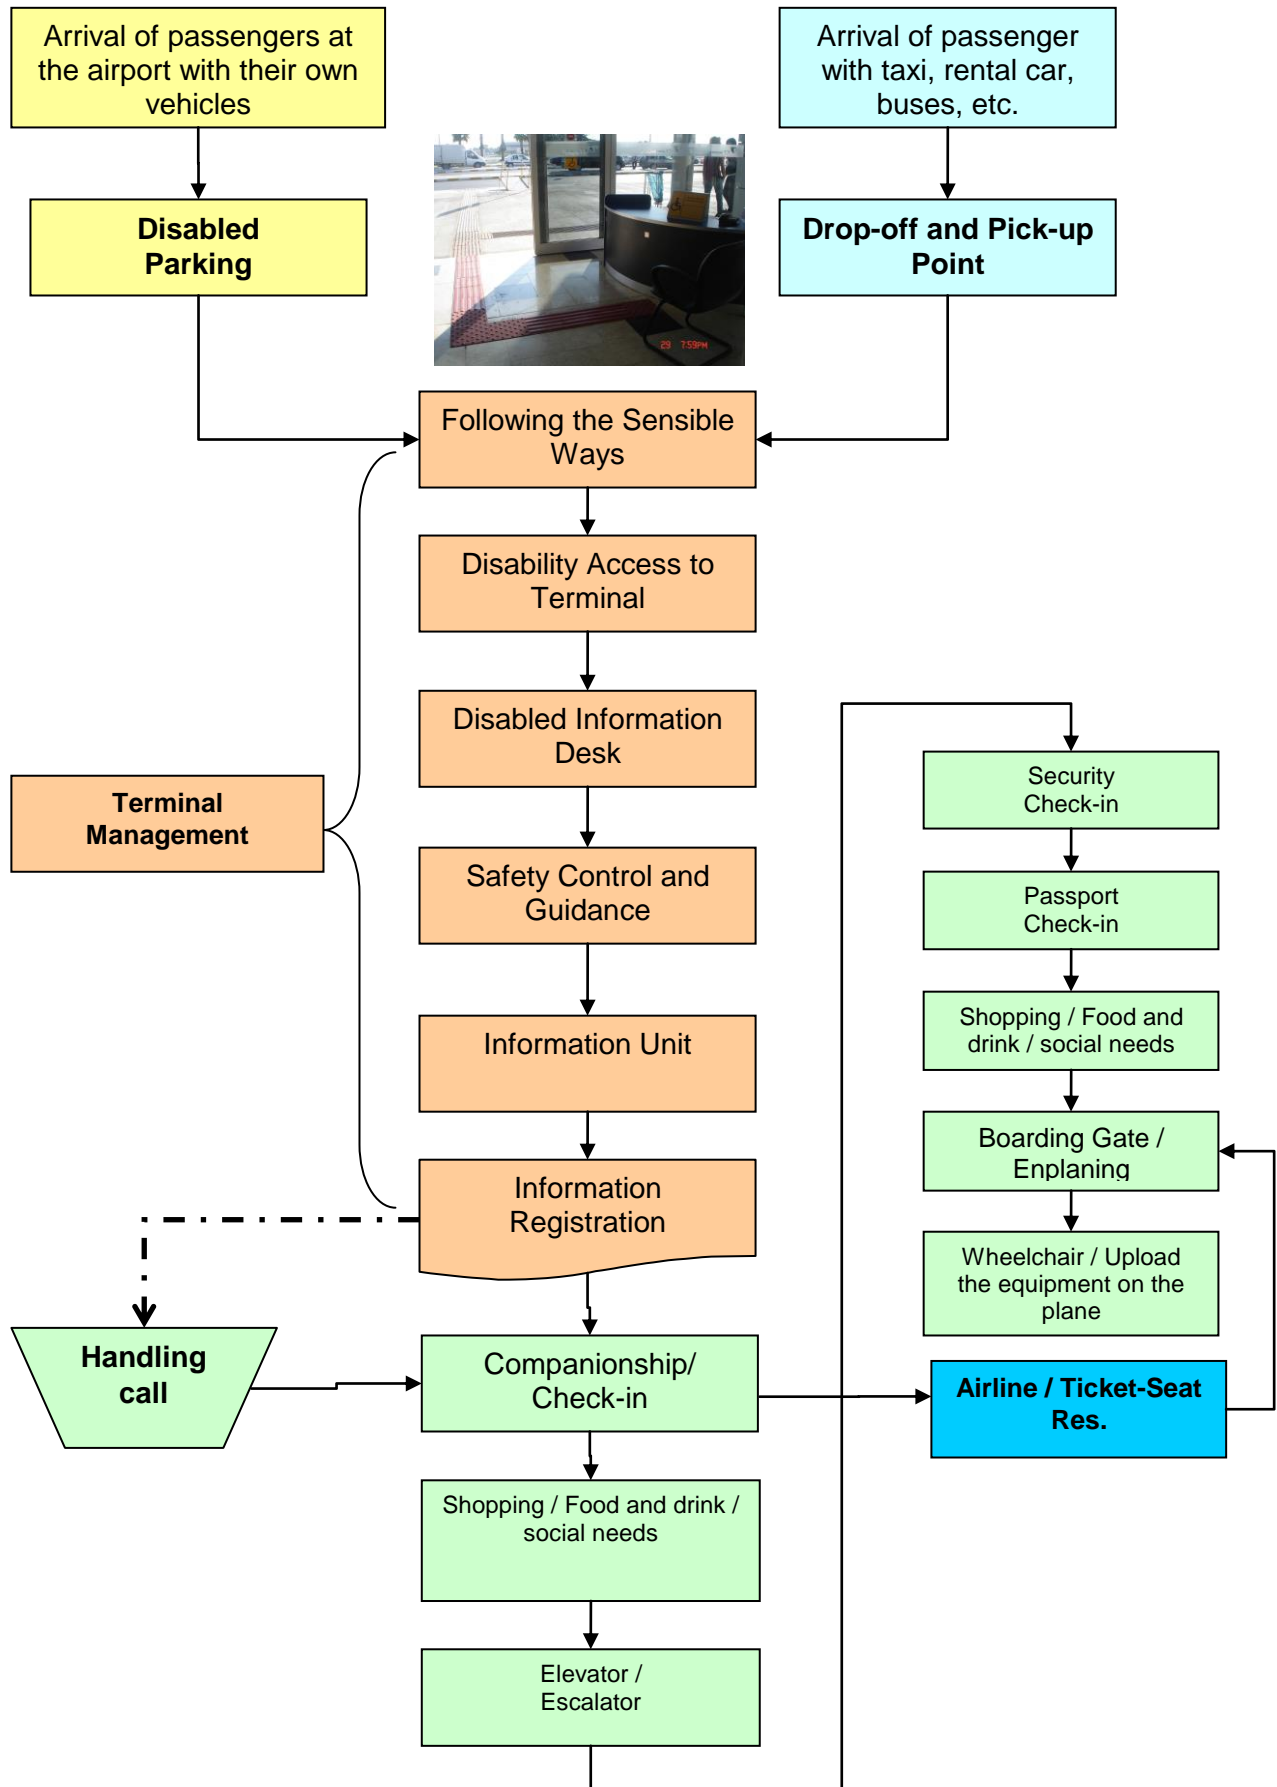 Arrival of passengers at
the airport with their own
vehicles
Arrival of passenger
with taxi, rental car,
buses, etc.
Disabled
Parking
Drop-off and Pick-up
Point
29 7:59PM
Following the Sensible
Ways
Disability Access to
Terminal
Disabled Information
Desk
Terminal
Management
Safety Control and
Guidance
Information Unit
Information
Registration
Handling
call
Companionship/
Check-in
Shopping / Food and drink /
social needs
Elevator /
Escalator
Security
Check-in
Passport
Check-in
Shopping / Food and
drink / social needs
Boarding Gate /
Enplaning
Wheelchair / Upload
the equipment on the
plane
Airline / Ticket-Seat
Res.